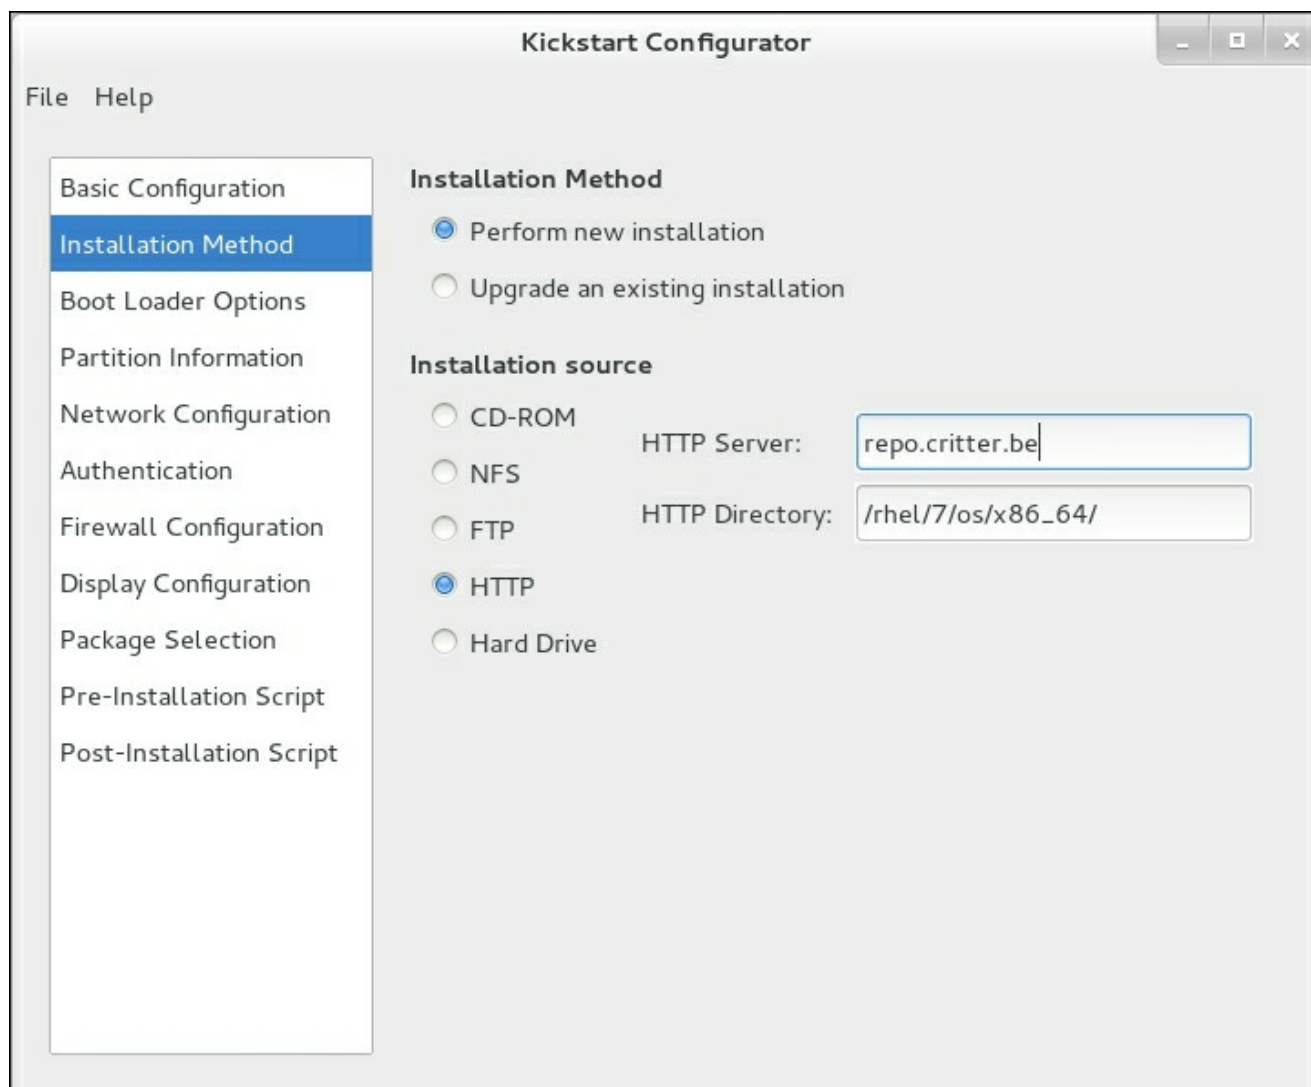 Kickstart Configurator
File Help
Basic Configuration
Installation Method
Boot Loader Options
Partition Information
Network Configuration
Authentication
Firewall Configuration
Display Configuration
Package Selection
Pre-Installation Script
Post-Installation Script
Installation Method
Perform new installation
Upgrade an existing installation
Installation source
CD-ROM
NFS
FTP
HTTP
Hard Drive
HTTP Server: repo.critter.be
HTTP Directory: /rhel/7/os/x86_64/